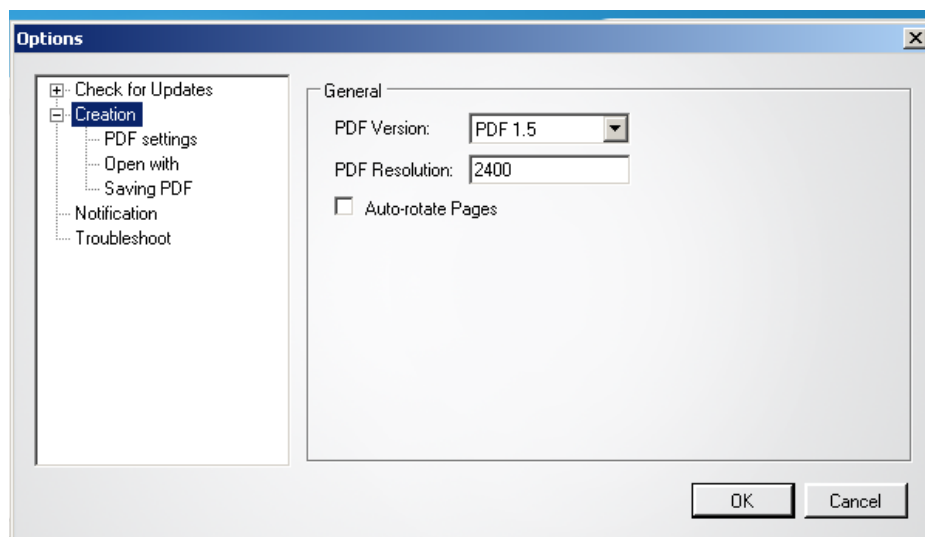 Options
Check for Updates
Creation
PDF settings
Open with
Saving PDF
Notification
Troubleshoot
General
PDF Version: PDF 1.5
PDF Resolution: 2400
Auto-rotate Pages
OK Cancel